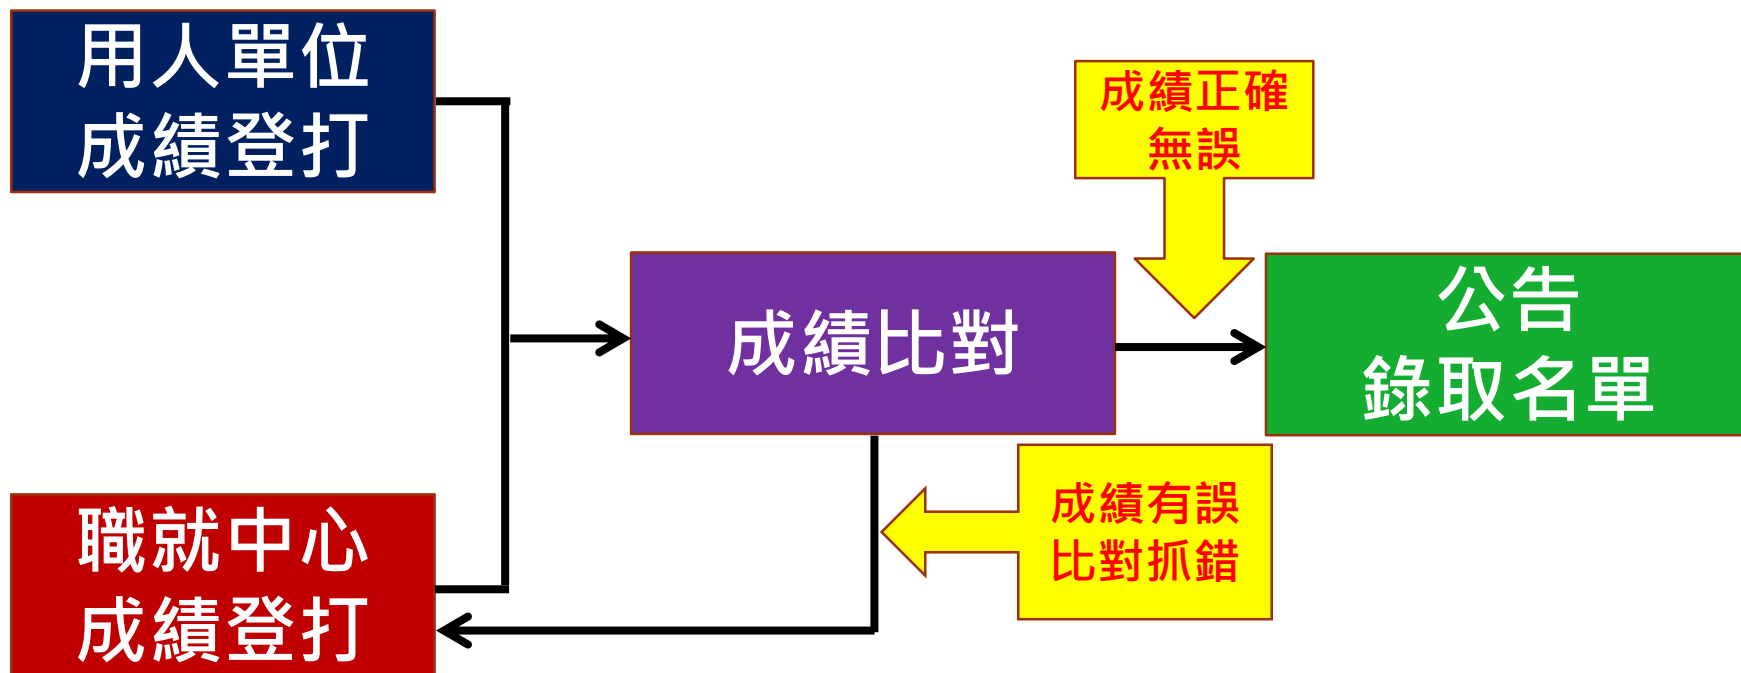 用人單位
成績登打
成績正確
無誤
成績比對
公告
錄取名單
成績有誤
比對抓錯
職就中心
成績登打